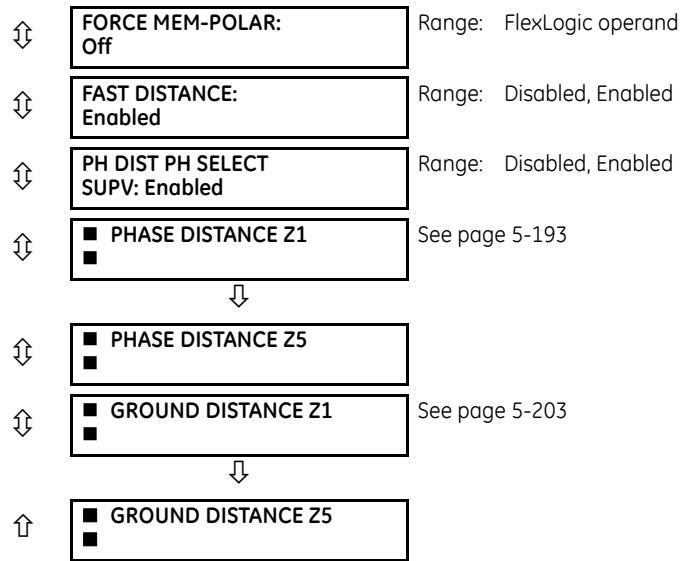 FORCE MEM-POLAR:
Off
Range: FlexLogic operand
FAST DISTANCE:
Enabled
Range: Disabled, Enabled
PH DIST PH SELECT
SUPV: Enabled
Range: Disabled, Enabled
■ PHASE DISTANCE Z1
■
See page 5-193
■ PHASE DISTANCE Z5
■
■ GROUND DISTANCE Z1
■
See page 5-203
■ GROUND DISTANCE Z5
■